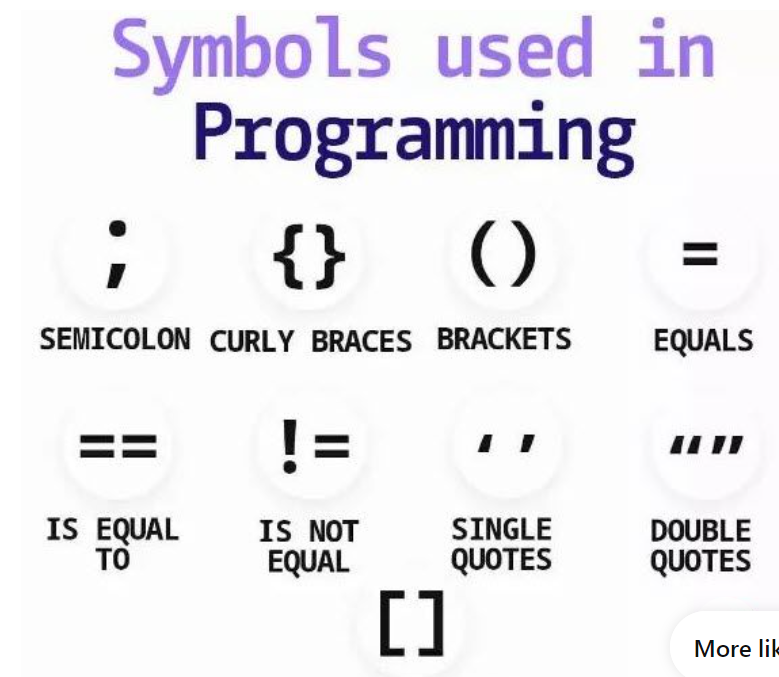 Symbols used in
Programming
; {} () =
SEMICOLON CURLY BRACES BRACKETS EQUALS
== != ‘ ’ “”
IS EQUAL TO IS NOT EQUAL SINGLE QUOTES DOUBLE QUOTES
[]
More lik